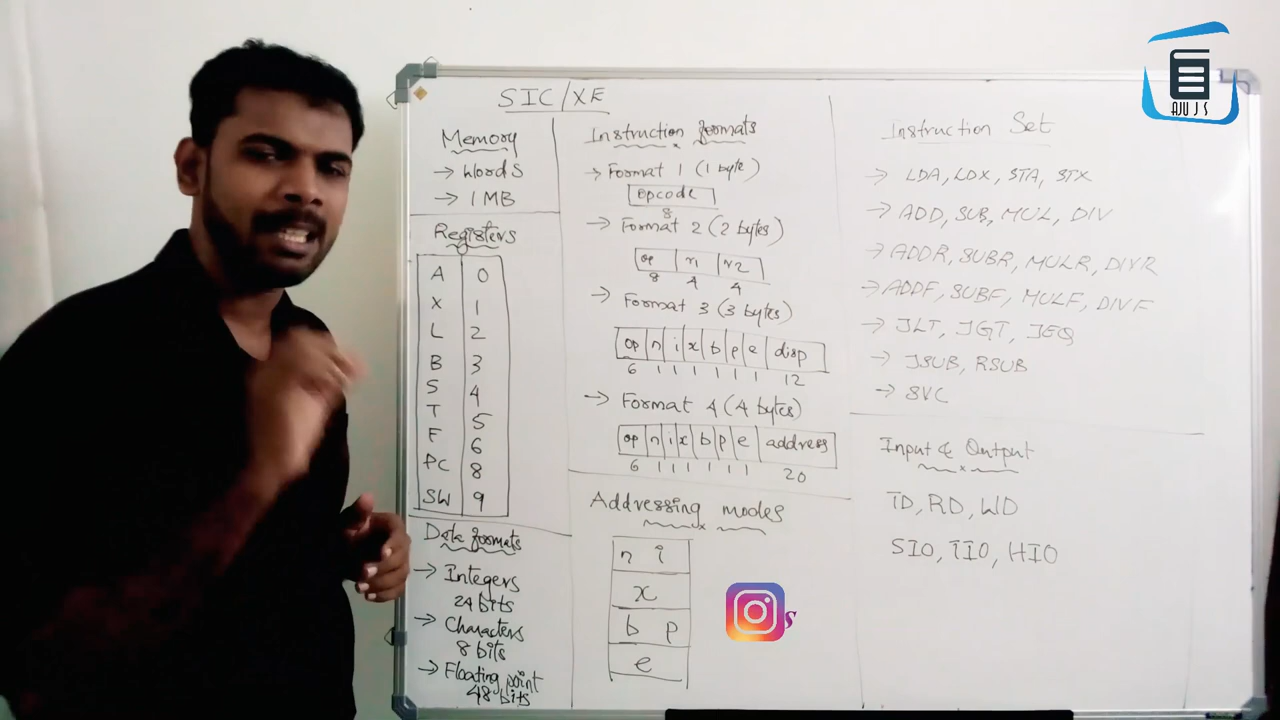 SIC/XE
Memory
→ Words
→ 1 MB
Registers
A 0
X 1
L 2
B 3
S 4
T 5
F 6
PC 8
SW 9
Data formats
→ Integers
24 bits
→ Characters
8 bits
→ Floating point
48 bits
Instruction formats
→ Format 1 (1 byte)
opcode
8
→ Format 2 (2 bytes)
op r1 r2
8 4 4
→ Format 3 (3 bytes)
op n i x b p e disp
6 1 1 1 1 1 1 12
→ Format 4 (4 bytes)
op n i x b p e address
6 1 1 1 1 1 1 20
Addressing modes
n i
x
b p
e
Instruction Set
→ LDA, LDX, STA, STX
→ ADD, SUB, MUL, DIV
→ ADDR, SUBR, MULR, DIVR
→ ADDF, SUBF, MULF, DIVF
→ JLT, JGT, JEQ
→ JSUB, RSUB
→ SVC
Input & Output
TD, RD, WD
SIO, TIO, HIO
AJU J S
s